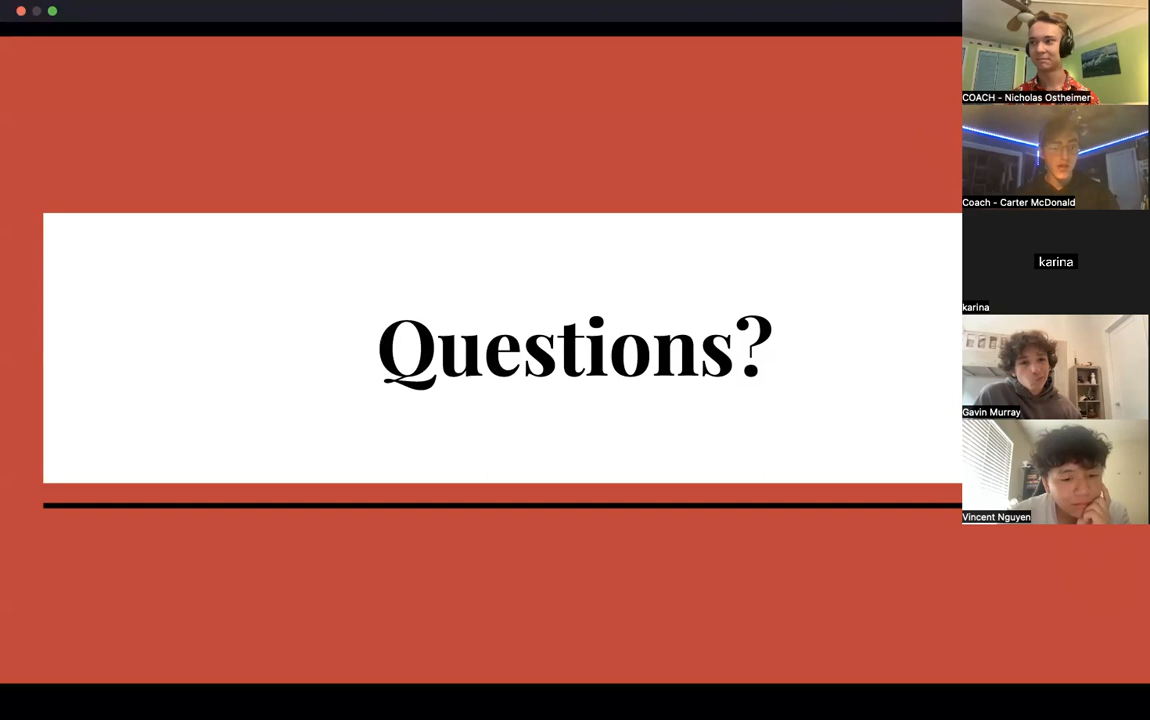 Questions?
COACH - Nicholas Ostheimer
Coach - Carter McDonald
karina
karina
Gavin Murray
Vincent Nguyen